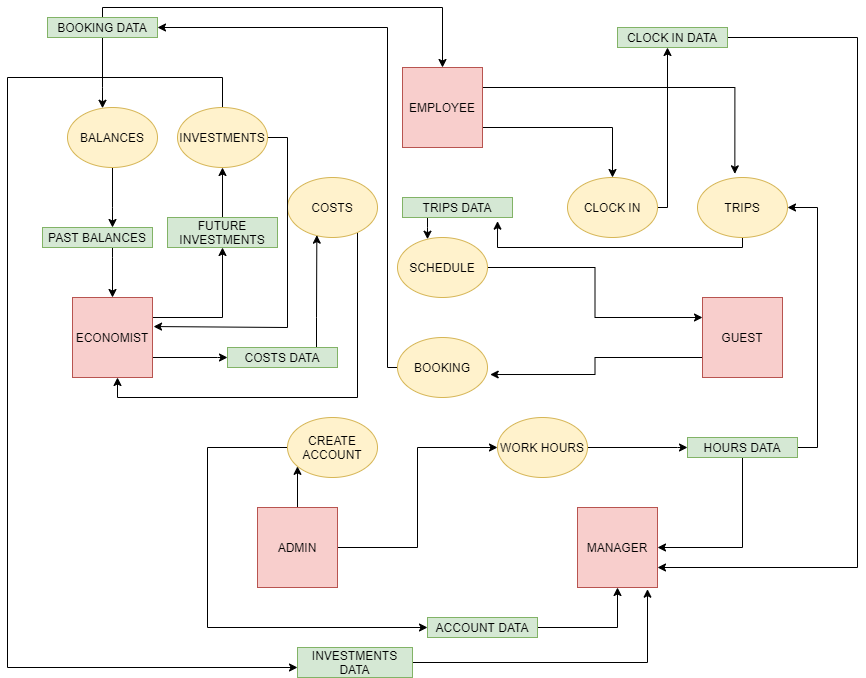 BOOKING DATA
CLOCK IN DATA
EMPLOYEE
BALANCES
INVESTMENTS
COSTS
TRIPS DATA
CLOCK IN
TRIPS
PAST BALANCES
FUTURE
INVESTMENTS
SCHEDULE
ECONOMIST
COSTS DATA
GUEST
BOOKING
CREATE
ACCOUNT
WORK HOURS
HOURS DATA
ADMIN
MANAGER
ACCOUNT DATA
INVESTMENTS
DATA